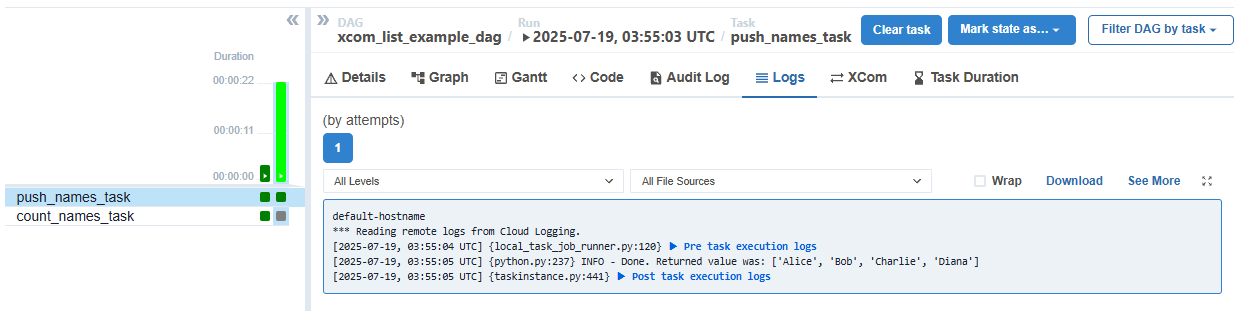 DAG
xcom_list_example_dag
/
Run
2025-07-19, 03:55:03 UTC
/
Task
push_names_task
Clear task
Mark state as...
Filter DAG by task
Duration
00:00:22
00:00:11
00:00:00
push_names_task
count_names_task
Details
Graph
Gantt
Code
Audit Log
Logs
XCom
Task Duration
(by attempts)
1
All Levels
All File Sources
Wrap
Download
See More
default-hostname
*** Reading remote logs from Cloud Logging.
[2025-07-19, 03:55:04 UTC] {local_task_job_runner.py:120} ▶ Pre task execution logs
[2025-07-19, 03:55:05 UTC] {python.py:237} INFO - Done. Returned value was: ['Alice', 'Bob', 'Charlie', 'Diana']
[2025-07-19, 03:55:05 UTC] {taskinstance.py:441} ▶ Post task execution logs